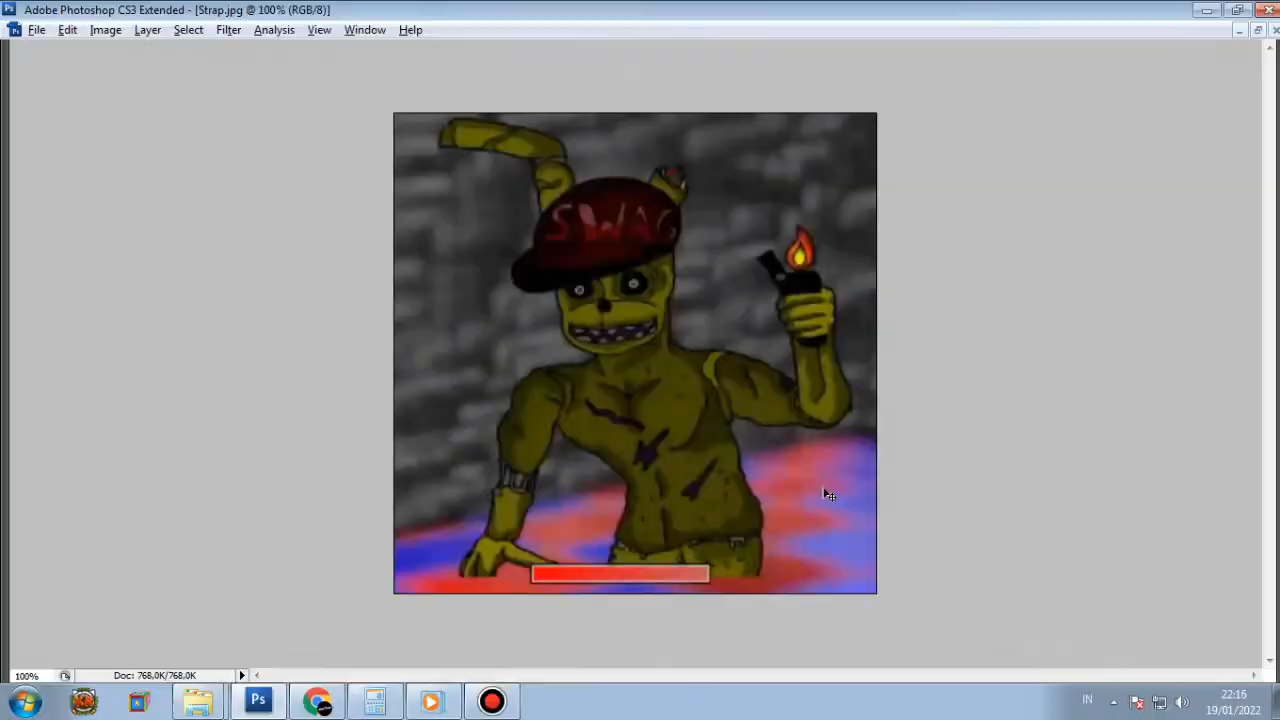 Adobe Photoshop CS3 Extended - [Strap.jpg @ 100% (RGB/8)]
File Edit Image Layer Select Filter Analysis View Window Help
SWAG
100% Doc: 768,0K/768,0K
IN 22:16
19/01/2022